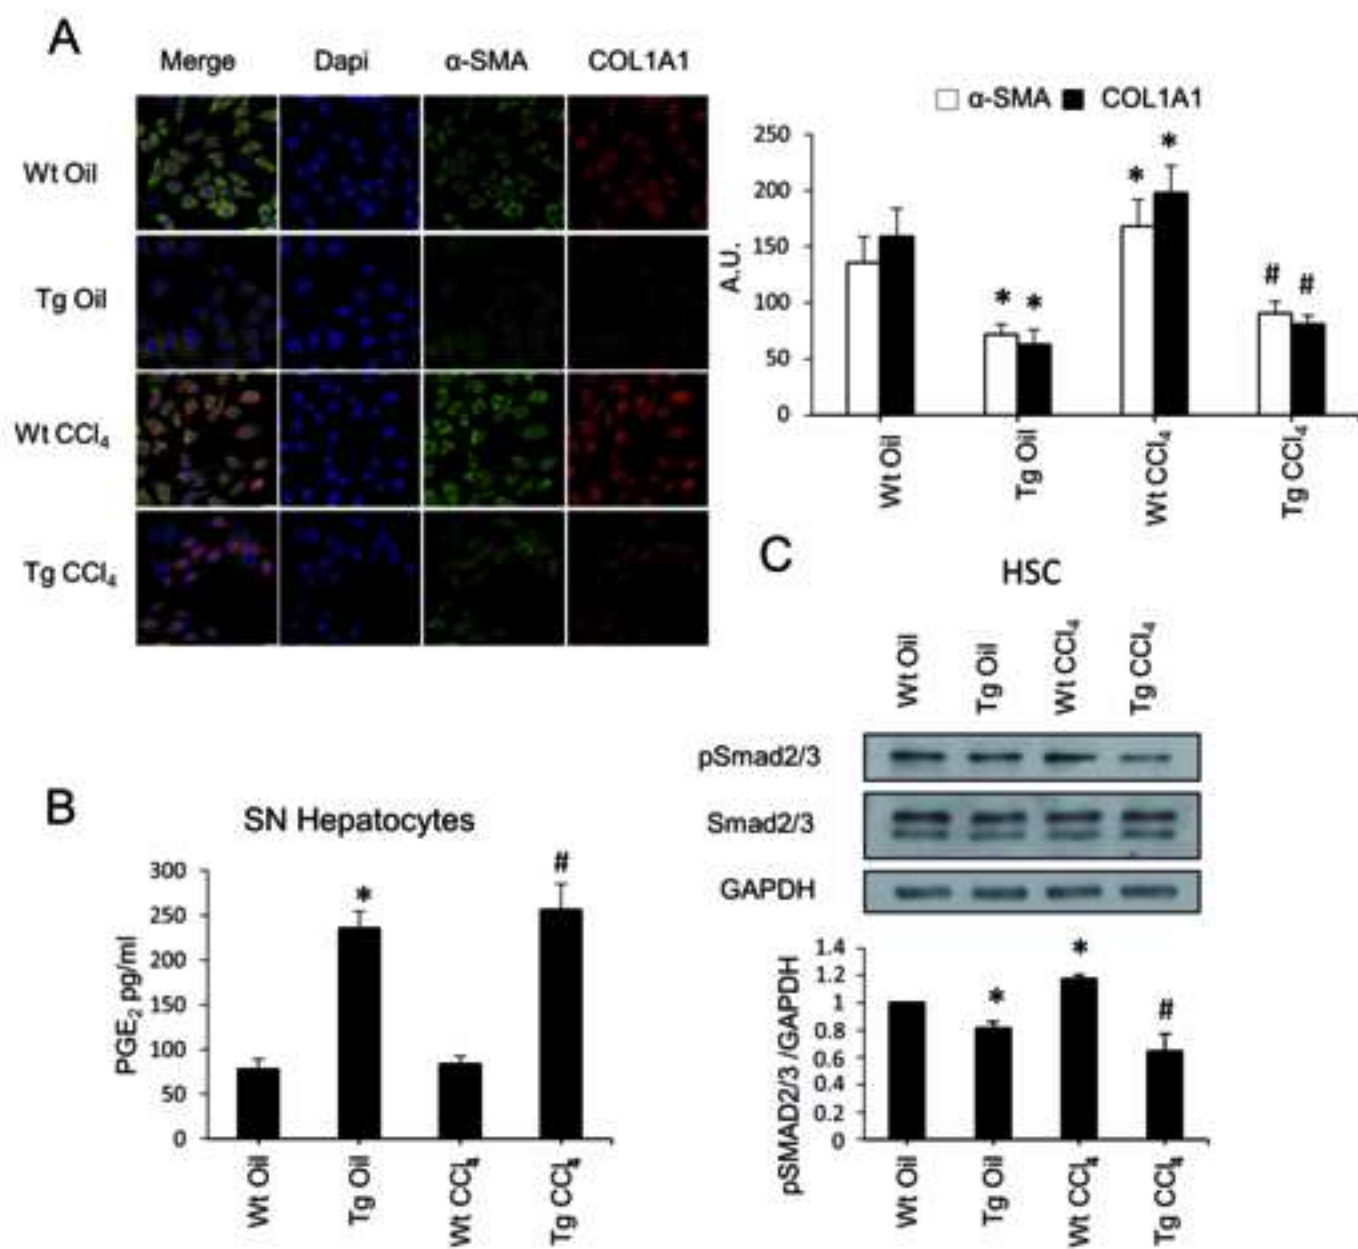 A
Merge Dapi α-SMA COL1A1
Wt Oil
Tg Oil
Wt CCl₄
Tg CCl₄
α-SMA COL1A1
A.U.
250
200
150
100
50
0
* * * * # #
Wt Oil Tg Oil Wt CCl₄ Tg CCl₄
B
SN Hepatocytes
PGE₂ pg/ml
300
250
200
150
100
50
0
* #
Wt Oil Tg Oil Wt CCl₄ Tg CCl₄
C
HSC
Wt Oil Tg Oil Wt CCl₄ Tg CCl₄
pSmad2/3
Smad2/3
GAPDH
pSMAD2/3 /GAPDH
1.4
1.2
1
0.8
0.6
0.4
0.2
0
* * #
Wt Oil Tg Oil Wt CCl₄ Tg CCl₄